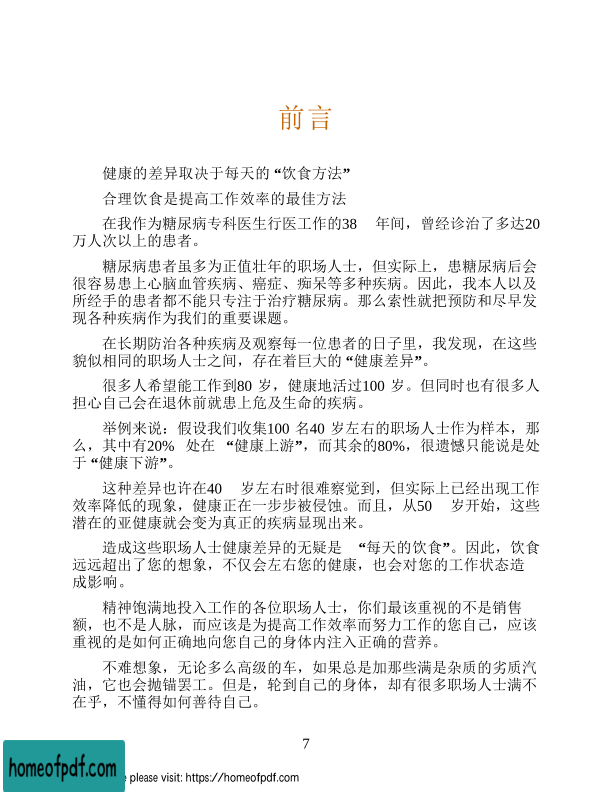 前言
健康的差异取决于每天的 “饮食方法”
合理饮食是提高工作效率的最佳方法
在我作为糖尿病专科医生行医工作的38 年间，曾经诊治了多达20
万人次以上的患者。
糖尿病患者虽多为正值壮年的职场人士，但实际上，患糖尿病后会
很容易患上心脑血管疾病、癌症、痴呆等多种疾病。因此，我本人以及
所经手的患者都不能只专注于治疗糖尿病。那么索性就把预防和尽早发
现各种疾病作为我们的重要课题。
在长期防治各种疾病及观察每一位患者的日子里，我发现，在这些
貌似相同的职场人士之间，存在着巨大的 “健康差异”。
很多人希望能工作到80 岁，健康地活过100 岁。但同时也有很多人
担心自己会在退休前就患上危及生命的疾病。
举例来说：假设我们收集100 名40 岁左右的职场人士作为样本，那
么，其中有20% 处在 “健康上游”，而其余的80%，很遗憾只能说是处
于 “健康下游”。
这种差异也许在40 岁左右时很难察觉到，但实际上已经出现工作
效率降低的现象，健康正在一步步被侵蚀。而且，从50 岁开始，这些
潜在的亚健康就会变为真正的疾病显现出来。
造成这些职场人士健康差异的无疑是 “每天的饮食”。因此，饮食
远远超出了您的想象，不仅会左右您的健康，也会对您的工作状态造
成影响。
精神饱满地投入工作的各位职场人士，你们最该重视的不是销售
额，也不是人脉，而应该是为提高工作效率而努力工作的您自己，应该
重视的是如何正确地向您自己的身体内注入正确的营养。
不难想象，无论多么高级的车，如果总是加那些满是杂质的劣质汽
油，它也会抛锚罢工。但是，轮到自己的身体，却有很多职场人士满不
在乎，不懂得如何善待自己。
7
homeofpdf.com
please visit: https://homeofpdf.com